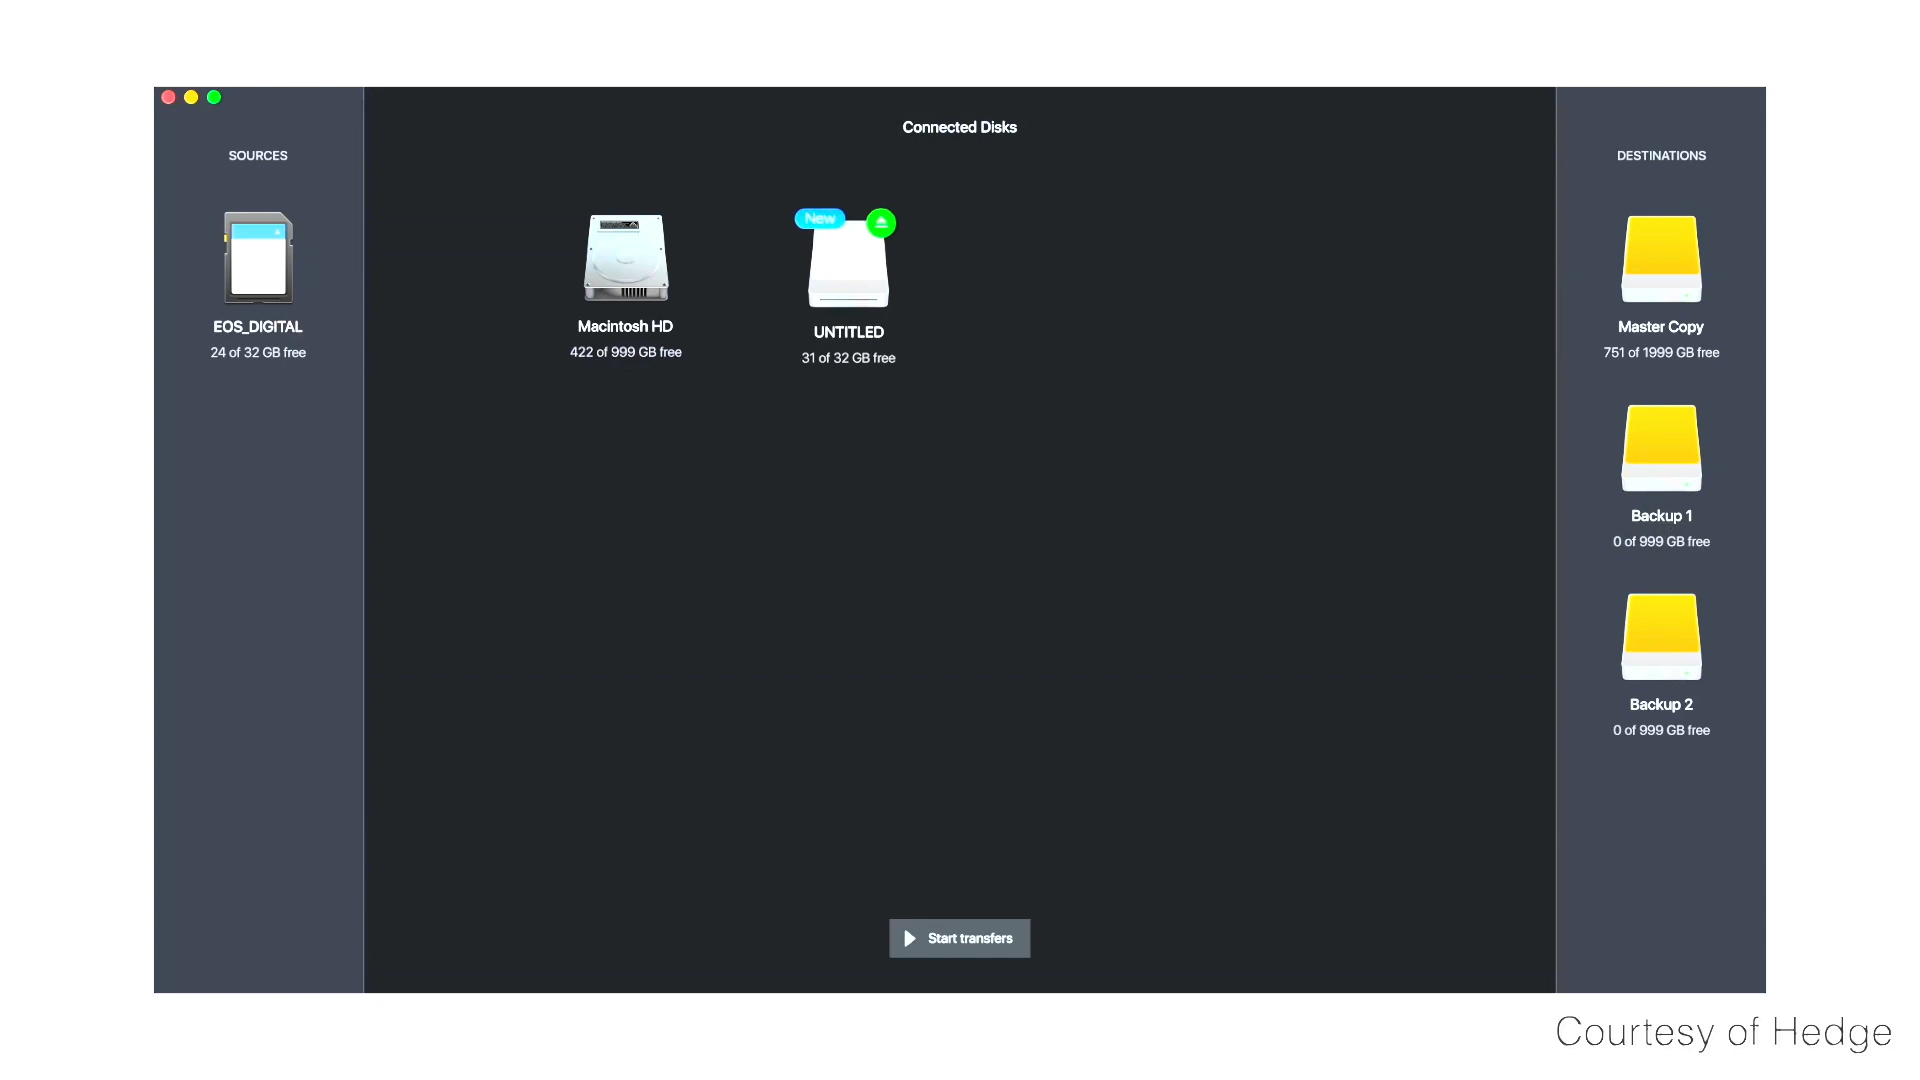 Connected Disks
SOURCES
EOS_DIGITAL
24 of 32 GB free
Macintosh HD
422 of 999 GB free
New
UNTITLED
31 of 32 GB free
DESTINATIONS
Master Copy
751 of 1999 GB free
Backup 1
0 of 999 GB free
Backup 2
0 of 999 GB free
Start transfers
Courtesy of Hedge